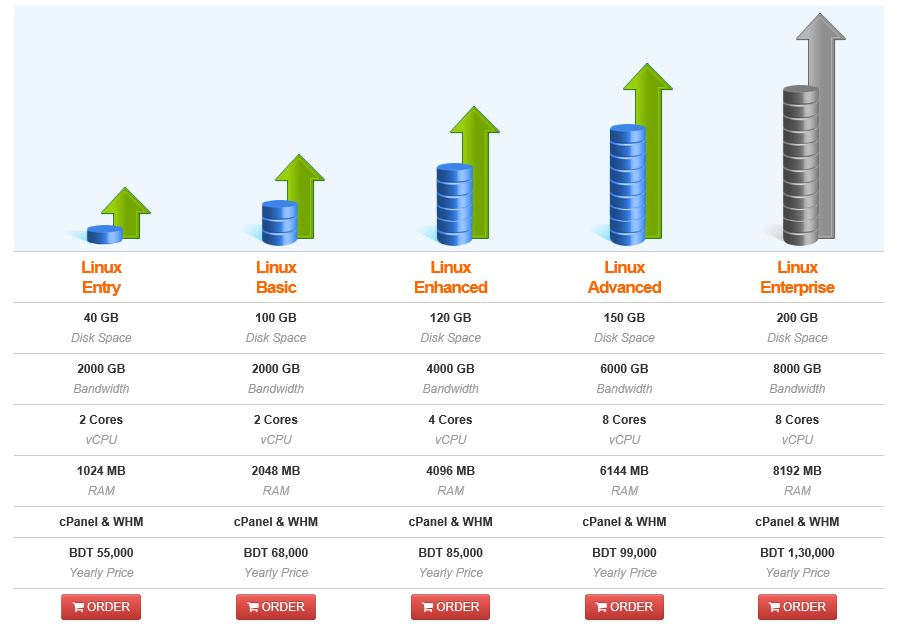 Linux Linux Linux Linux Linux
Entry Basic Enhanced Advanced Enterprise
40 GB 100 GB 120 GB 150 GB 200 GB
Disk Space Disk Space Disk Space Disk Space Disk Space
2000 GB 2000 GB 4000 GB 6000 GB 8000 GB
Bandwidth Bandwidth Bandwidth Bandwidth Bandwidth
2 Cores 2 Cores 4 Cores 8 Cores 8 Cores
vCPU vCPU vCPU vCPU vCPU
1024 MB 2048 MB 4096 MB 6144 MB 8192 MB
RAM RAM RAM RAM RAM
cPanel & WHM cPanel & WHM cPanel & WHM cPanel & WHM cPanel & WHM
BDT 55,000 BDT 68,000 BDT 85,000 BDT 99,000 BDT 1,30,000
Yearly Price Yearly Price Yearly Price Yearly Price Yearly Price
ORDER ORDER ORDER ORDER ORDER